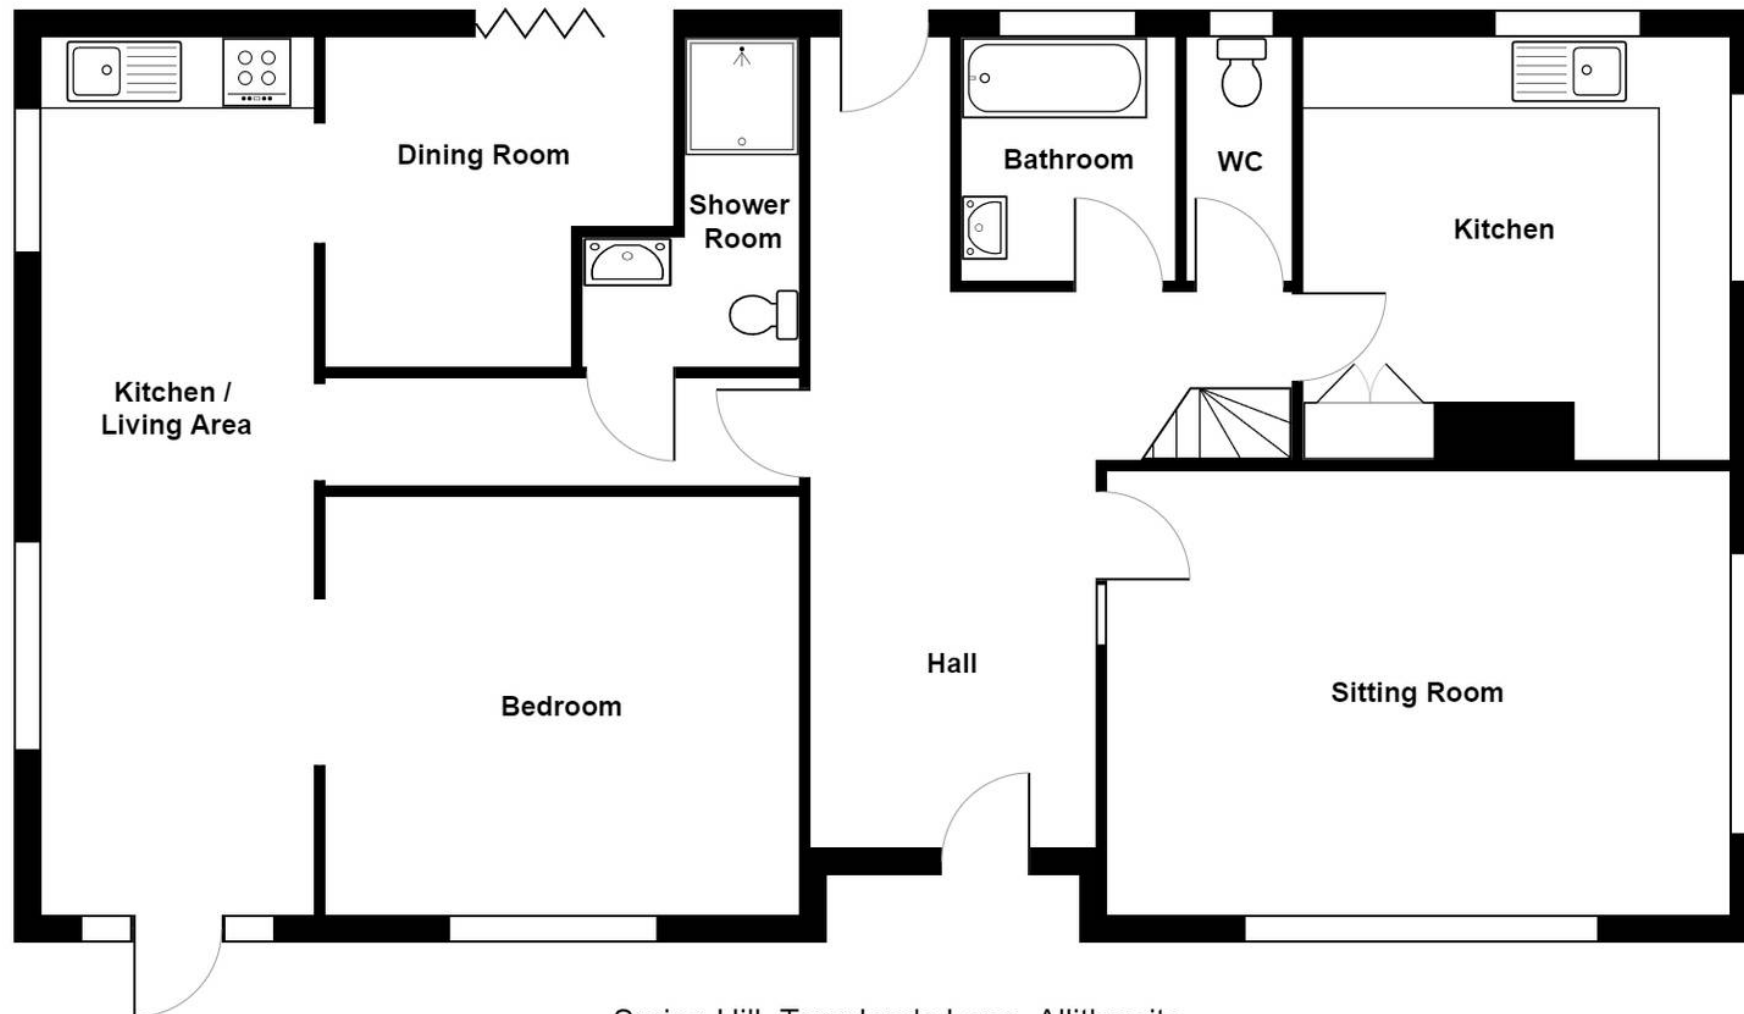 Dining Room
Bathroom
WC
Shower
Room
Kitchen
Kitchen /
Living Area
Hall
Sitting Room
Bedroom